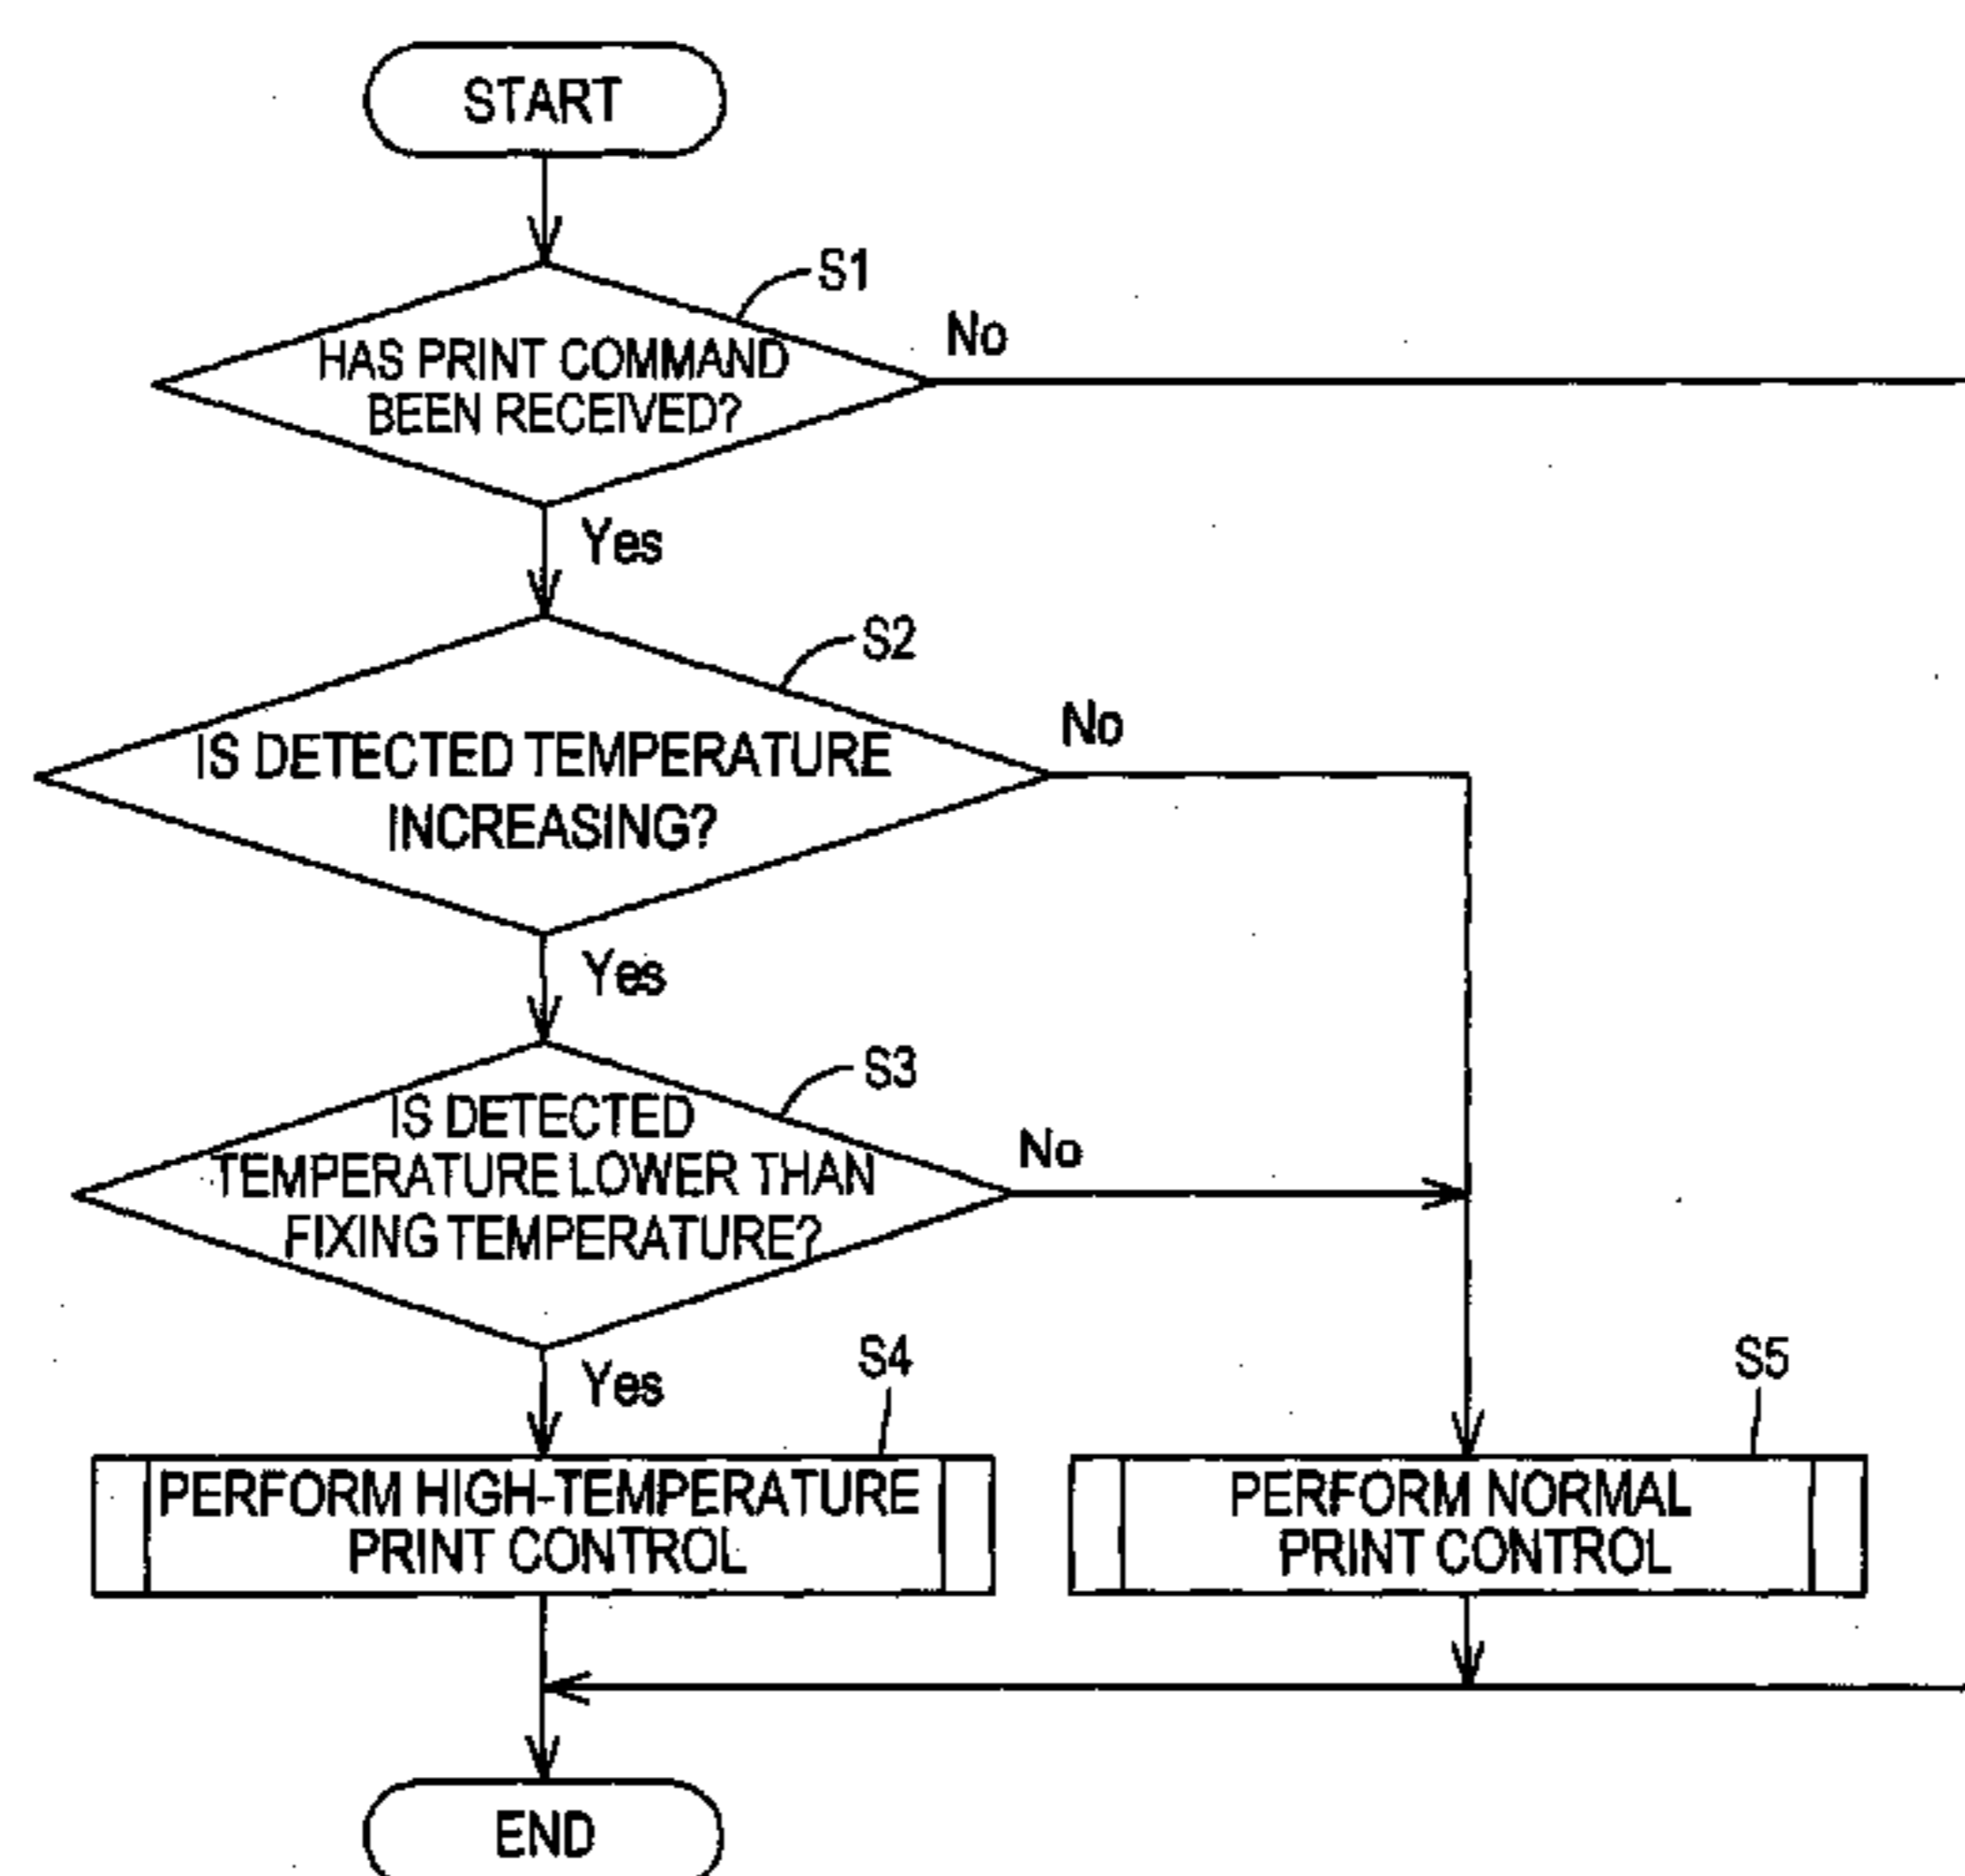 START
S1
HAS PRINT COMMAND
BEEN RECEIVED?
No
Yes
S2
IS DETECTED TEMPERATURE
INCREASING?
No
Yes
S3
IS DETECTED
TEMPERATURE LOWER THAN
FIXING TEMPERATURE?
No
Yes
S4
S5
PERFORM HIGH-TEMPERATURE
PRINT CONTROL
PERFORM NORMAL
PRINT CONTROL
END